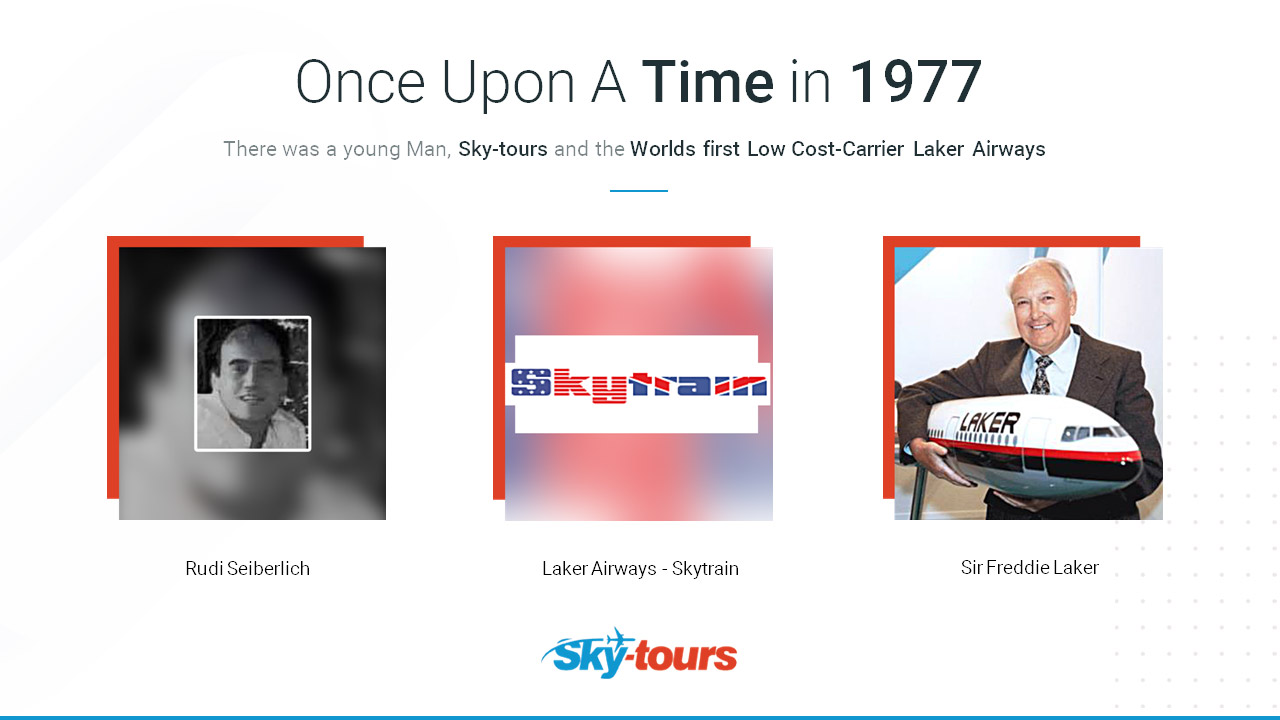 Once Upon A Time in 1977
There was a young Man, Sky-tours and the Worlds first Low Cost-Carrier Laker Airways
Skytrain
LAKER
Rudi Seiberlich
Laker Airways - Skytrain
Sir Freddie Laker
Sky-tours